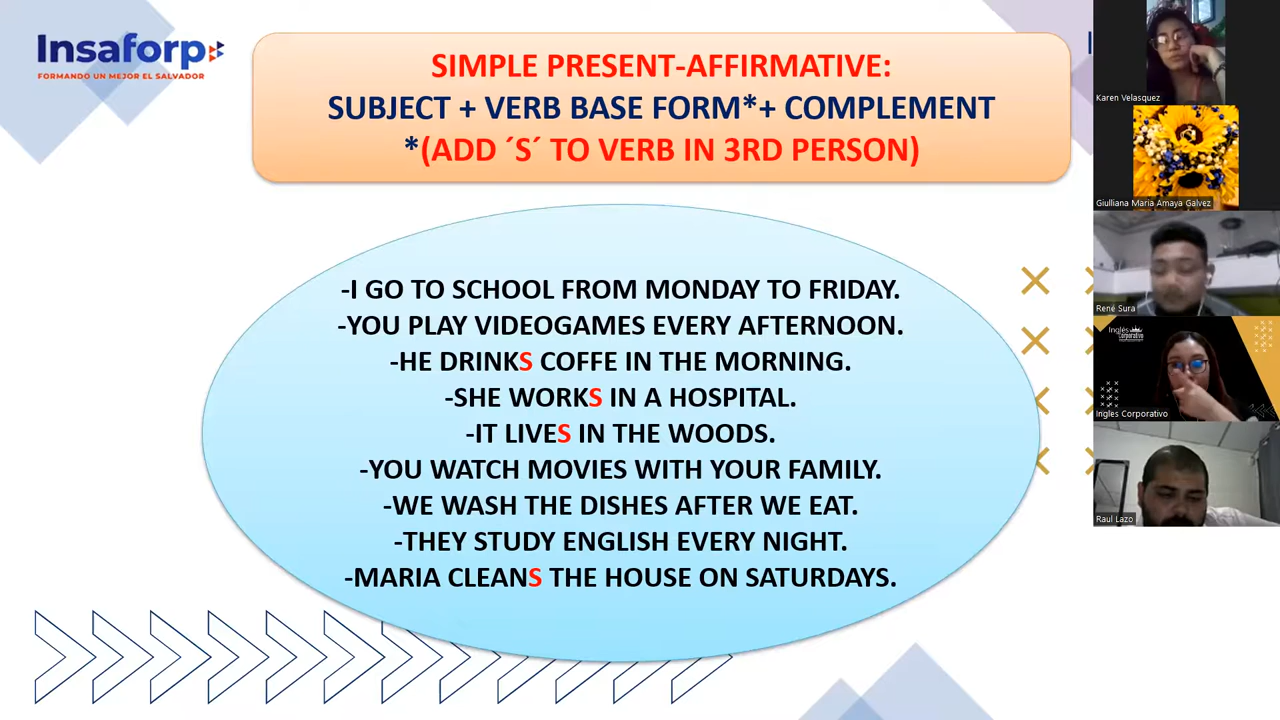 Insaforp
FORMANDO UN MEJOR EL SALVADOR
SIMPLE PRESENT-AFFIRMATIVE:
SUBJECT + VERB BASE FORM*+ COMPLEMENT
*(ADD ´S´ TO VERB IN 3RD PERSON)
-I GO TO SCHOOL FROM MONDAY TO FRIDAY.
-YOU PLAY VIDEOGAMES EVERY AFTERNOON.
-HE DRINKS COFFE IN THE MORNING.
-SHE WORKS IN A HOSPITAL.
-IT LIVES IN THE WOODS.
-YOU WATCH MOVIES WITH YOUR FAMILY.
-WE WASH THE DISHES AFTER WE EAT.
-THEY STUDY ENGLISH EVERY NIGHT.
-MARIA CLEANS THE HOUSE ON SATURDAYS.
Karen Velasquez
Giulliana María Amaya Galvez
René Sura
Inglés
Corporativo
Ingles Corporativo
Raul Lazo